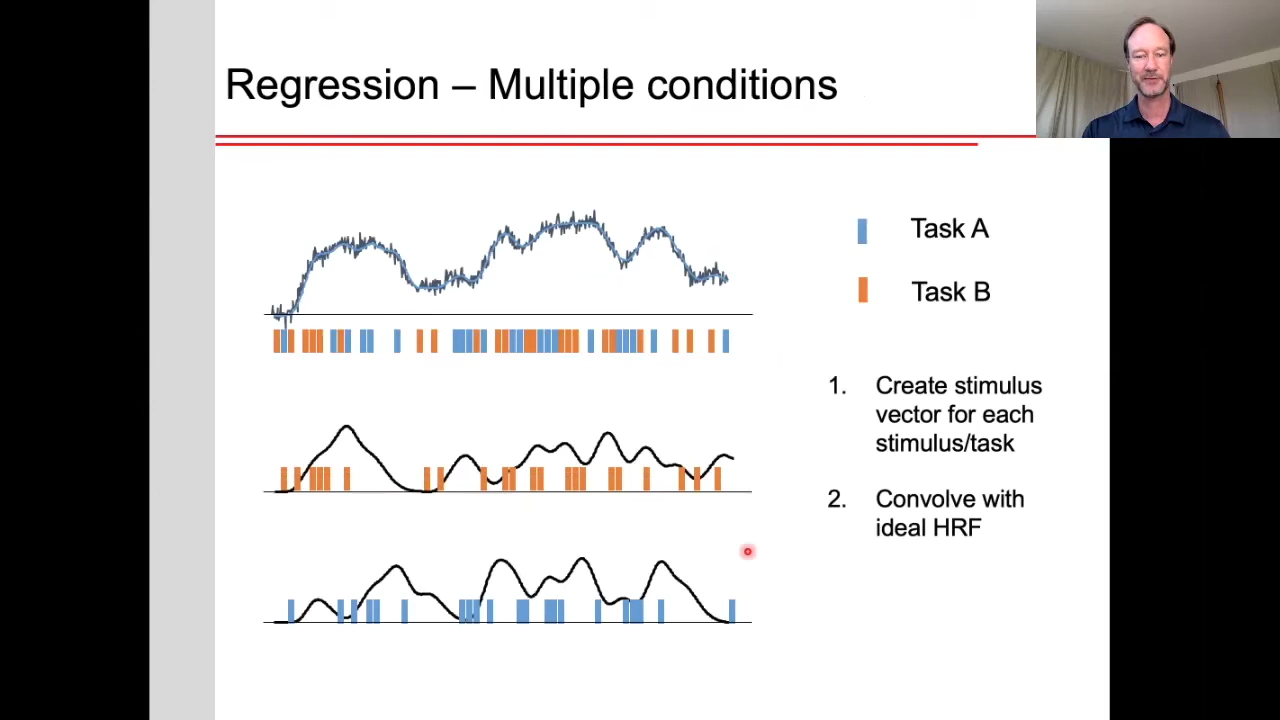 Regression – Multiple conditions
Task A
Task B
1. Create stimulus
vector for each
stimulus/task
2. Convolve with
ideal HRF